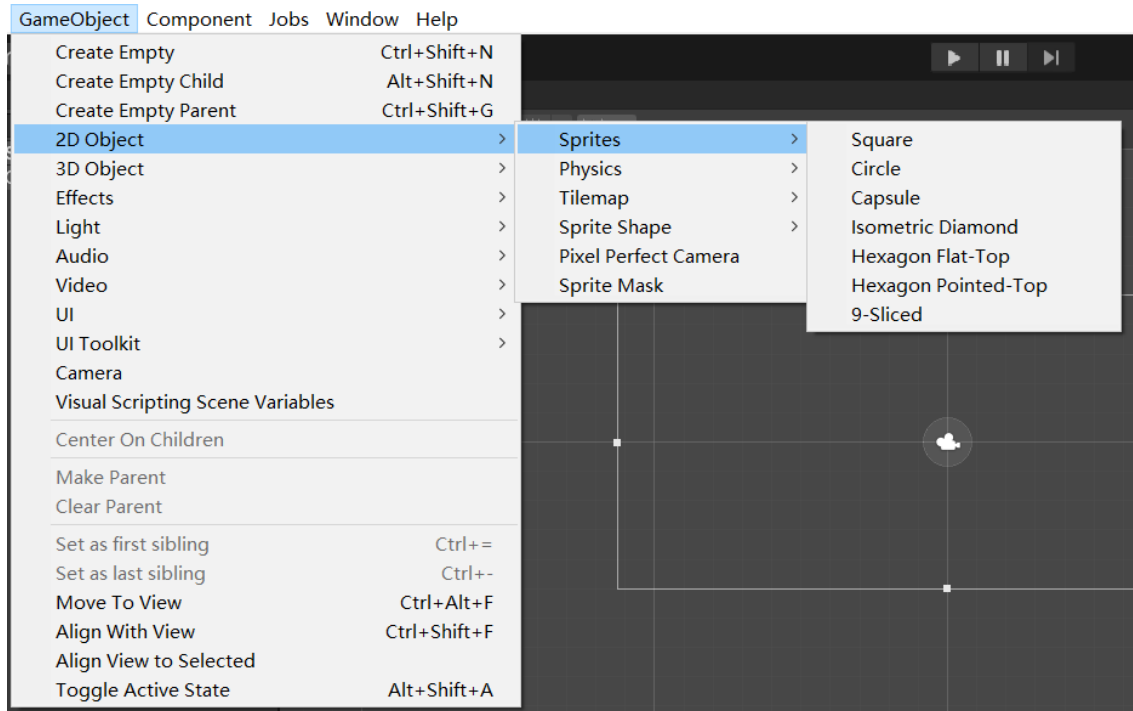 GameObject Component Jobs Window Help
Create Empty Ctrl+Shift+N
Create Empty Child Alt+Shift+N
Create Empty Parent Ctrl+Shift+G
2D Object
3D Object
Effects
Light
Audio
Video
UI
UI Toolkit
Camera
Visual Scripting Scene Variables
Center On Children
Make Parent
Clear Parent
Set as first sibling Ctrl+=
Set as last sibling Ctrl+-
Move To View Ctrl+Alt+F
Align With View Ctrl+Shift+F
Align View to Selected
Toggle Active State Alt+Shift+A
Sprites
Physics
Tilemap
Sprite Shape
Pixel Perfect Camera
Sprite Mask
Square
Circle
Capsule
Isometric Diamond
Hexagon Flat-Top
Hexagon Pointed-Top
9-Sliced